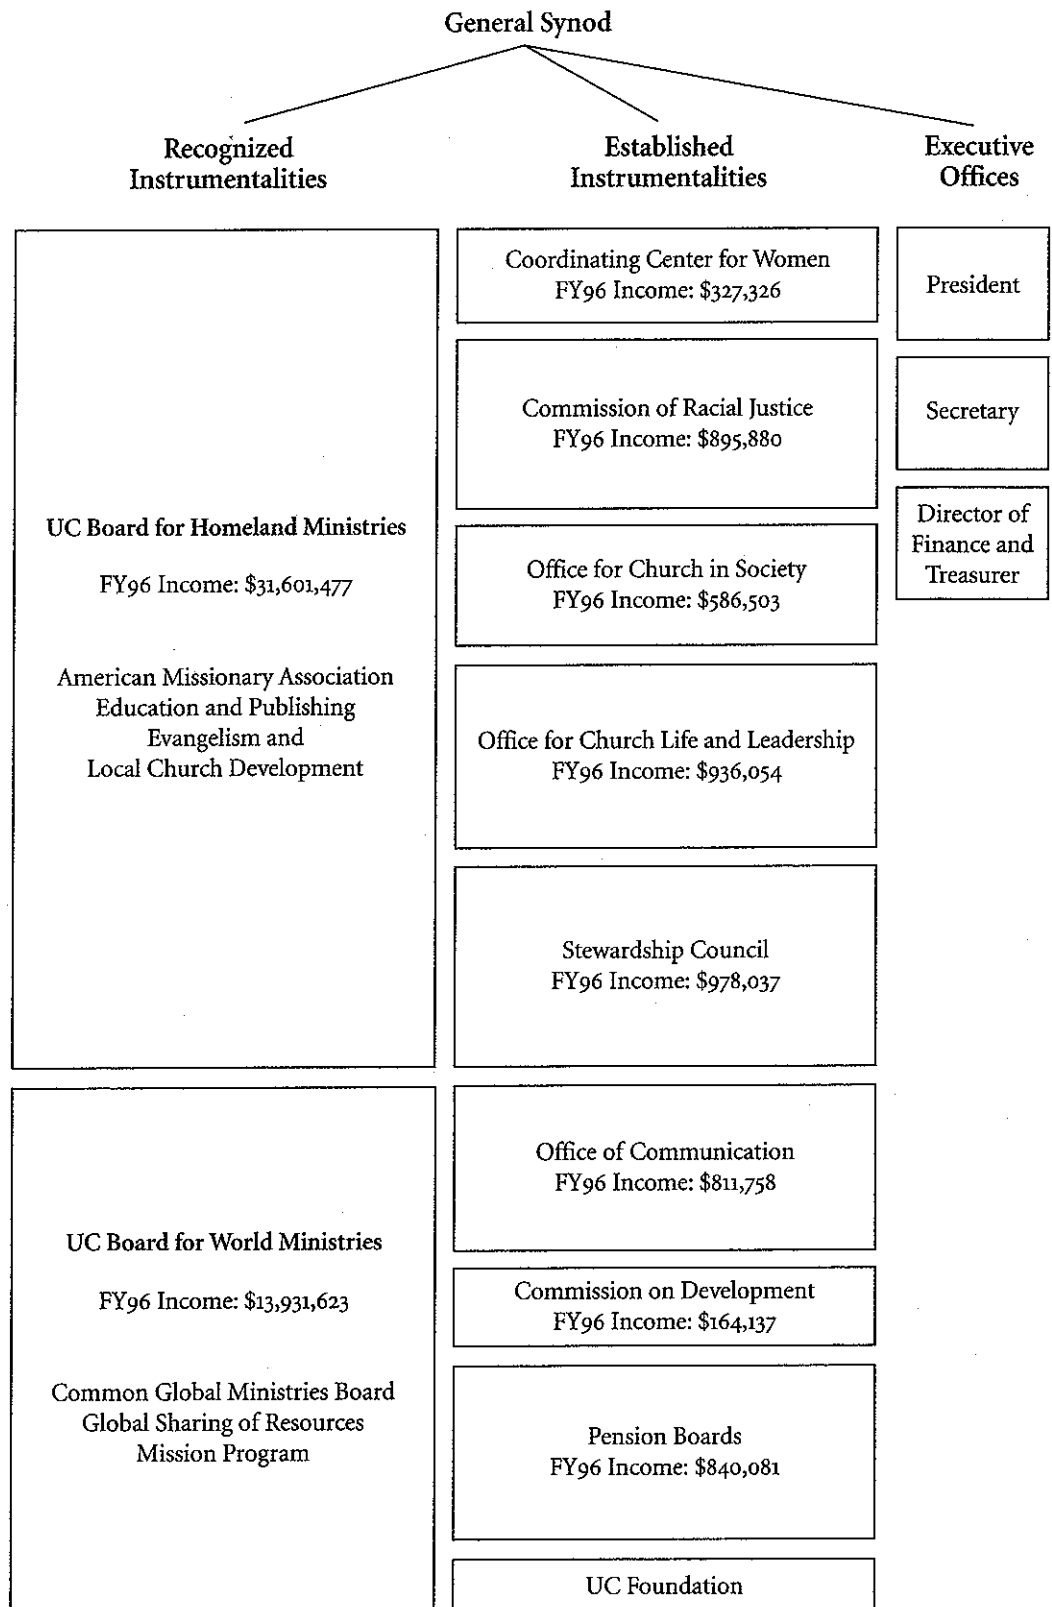 General Synod
Recognized
Instrumentalities
Established
Instrumentalities
Executive
Offices
UC Board for Homeland Ministries
FY96 Income: $31,601,477
American Missionary Association
Education and Publishing
Evangelism and
Local Church Development
UC Board for World Ministries
FY96 Income: $13,931,623
Common Global Ministries Board
Global Sharing of Resources
Mission Program
Coordinating Center for Women
FY96 Income: $327,326
Commission of Racial Justice
FY96 Income: $895,880
Office for Church in Society
FY96 Income: $586,503
Office for Church Life and Leadership
FY96 Income: $936,054
Stewardship Council
FY96 Income: $978,037
Office of Communication
FY96 Income: $811,758
Commission on Development
FY96 Income: $164,137
Pension Boards
FY96 Income: $840,081
UC Foundation
President
Secretary
Director of
Finance and
Treasurer